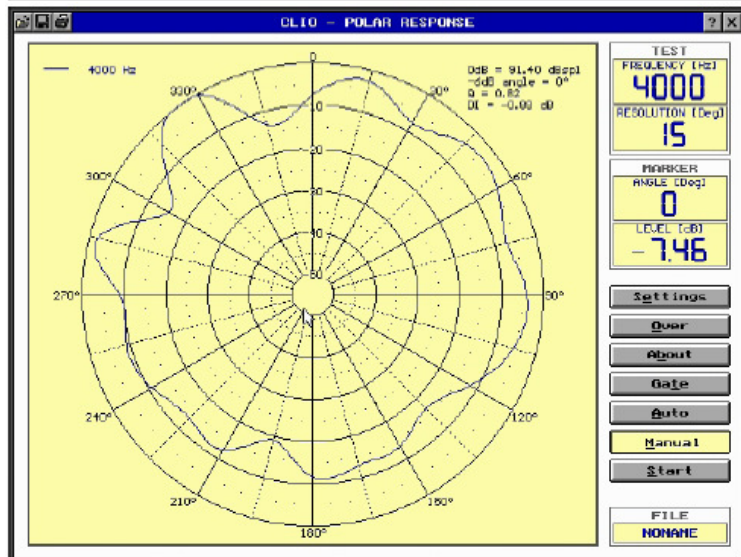 CLIO - POLAR RESPONSE
? X
4000 Hz
0dB = 91.40 dBspl
-6dB angle = 0°
Q = 0.82
DI = -0.88 dB
0
330°
30°
10
20
300°
60°
30
40
50
270°
90°
240°
120°
210°
150°
180°
TEST
FREQUENCY [Hz]
4000
RESOLUTION [Deg]
15
MARKER
ANGLE [Deg]
0
LEVEL [dB]
-7.46
Settings
Over
About
Gate
Auto
Manual
Start
FILE
NONAME